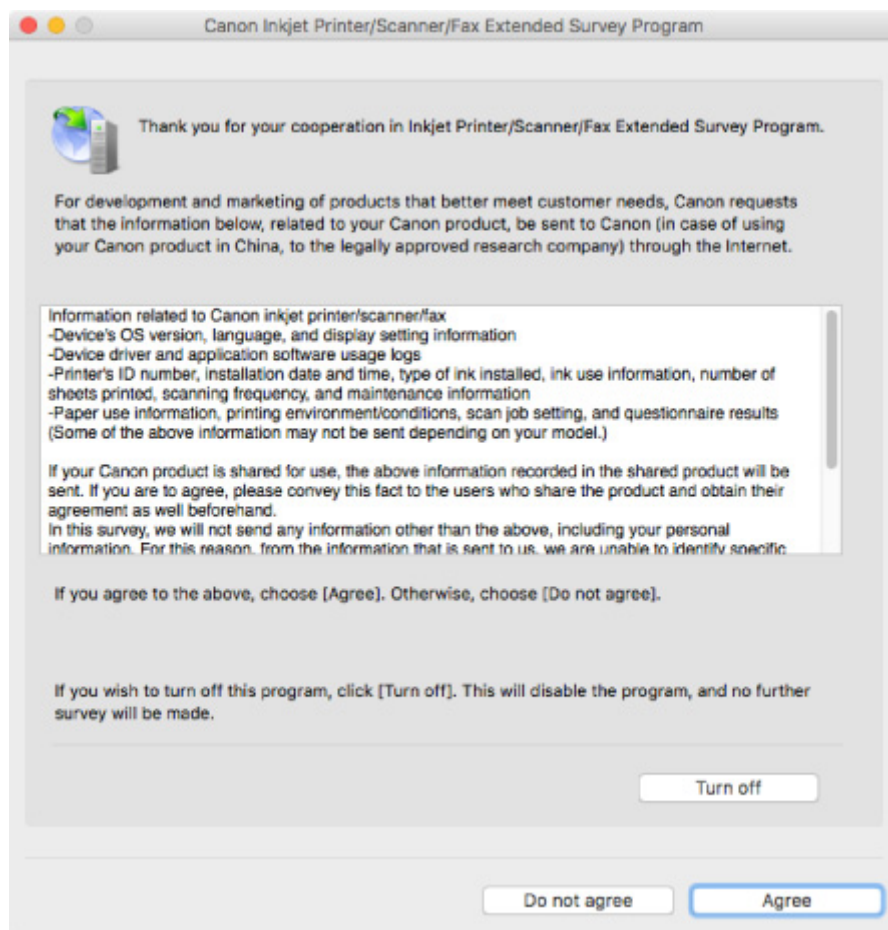 Canon Inkjet Printer/Scanner/Fax Extended Survey Program
Thank you for your cooperation in Inkjet Printer/Scanner/Fax Extended Survey Program.
For development and marketing of products that better meet customer needs, Canon requests
that the information below, related to your Canon product, be sent to Canon (in case of using
your Canon product in China, to the legally approved research company) through the Internet.
Information related to Canon inkjet printer/scanner/fax
-Device's OS version, language, and display setting information
-Device driver and application software usage logs
-Printer's ID number, installation date and time, type of ink installed, ink use information, number of
sheets printed, scanning frequency, and maintenance information
-Paper use information, printing environment/conditions, scan job setting, and questionnaire results
(Some of the above information may not be sent depending on your model.)
If your Canon product is shared for use, the above information recorded in the shared product will be
sent. If you are to agree, please convey this fact to the users who share the product and obtain their
agreement as well beforehand.
In this survey, we will not send any information other than the above, including your personal
information. For this reason, from the information that is sent to us, we are unable to identify specific
If you agree to the above, choose [Agree]. Otherwise, choose [Do not agree].
If you wish to turn off this program, click [Turn off]. This will disable the program, and no further
survey will be made.
Turn off
Do not agree
Agree